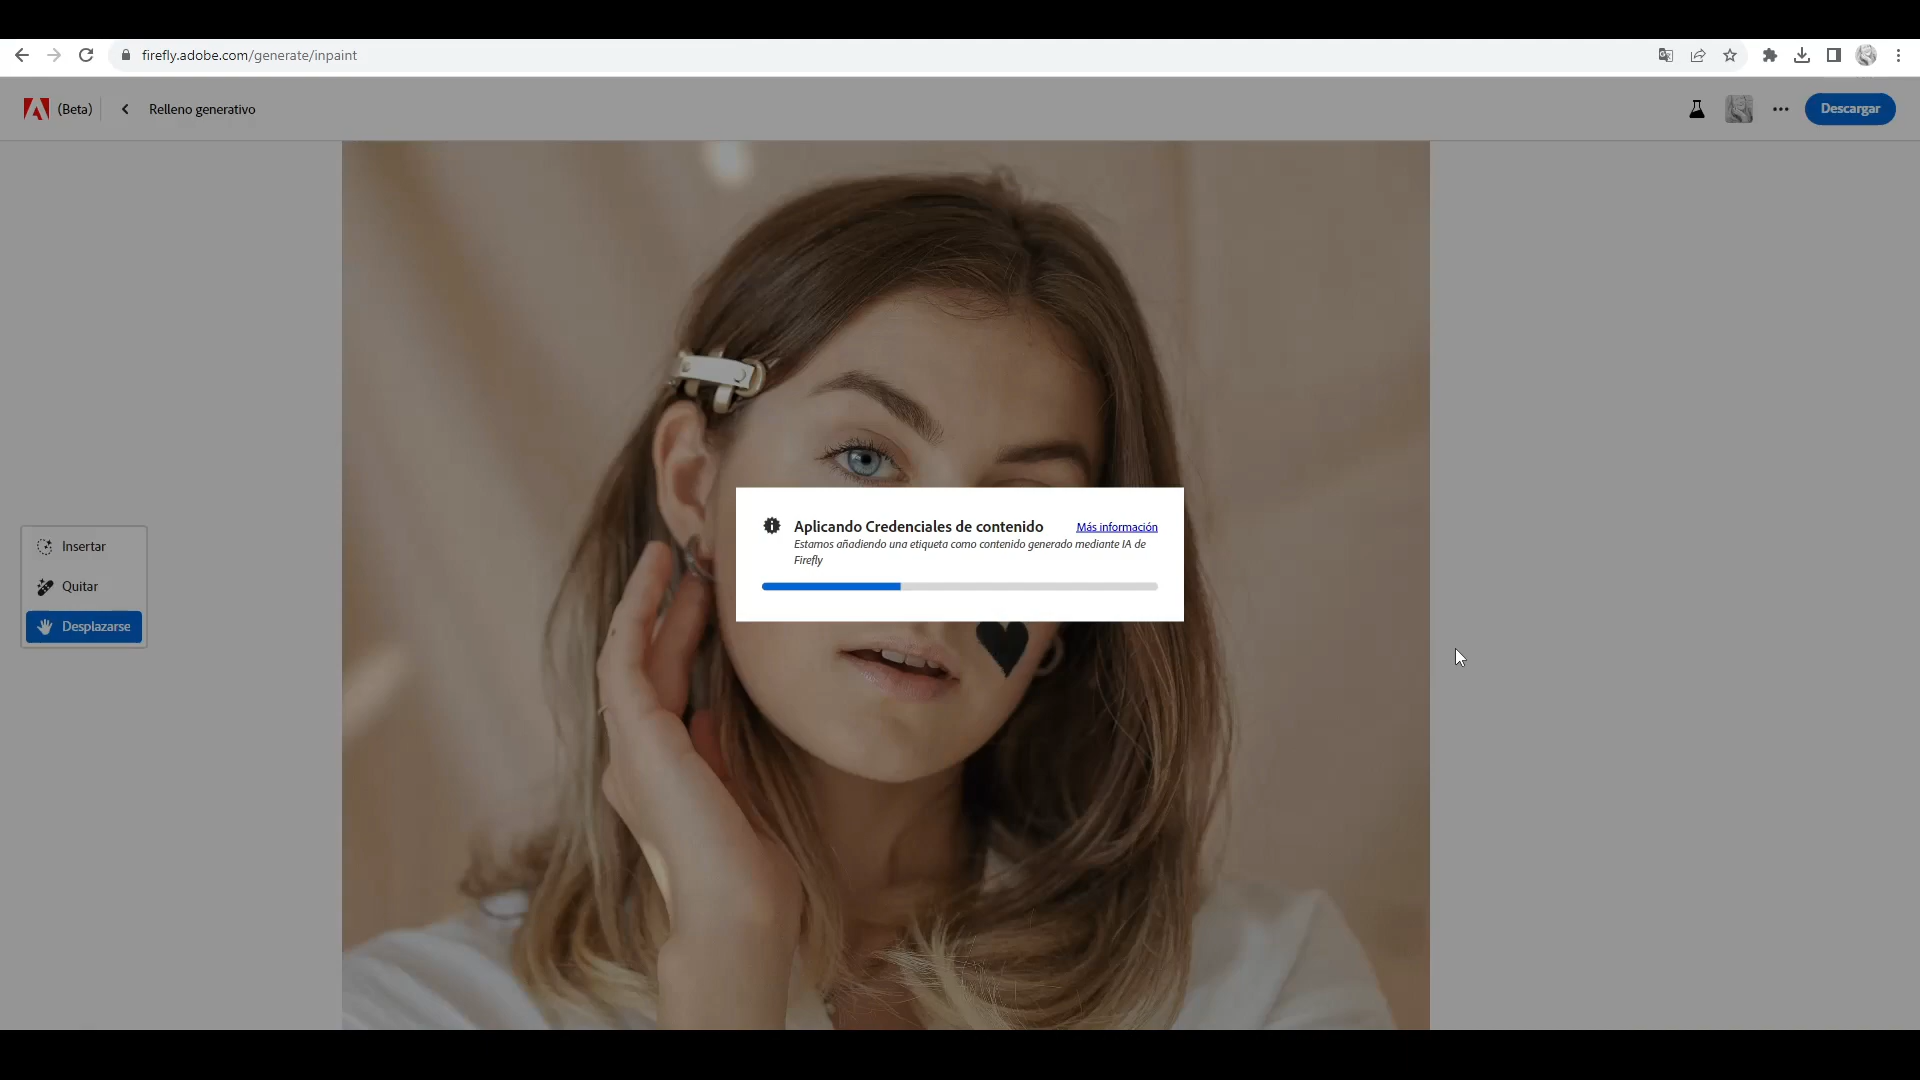 firefly.adobe.com/generate/inpaint
(Beta)
Relleno generativo
Descargar
Aplicando Credenciales de contenido
Más información
Estamos añadiendo una etiqueta como contenido generado mediante IA de
Firefly
Insertar
Quitar
Desplazarse